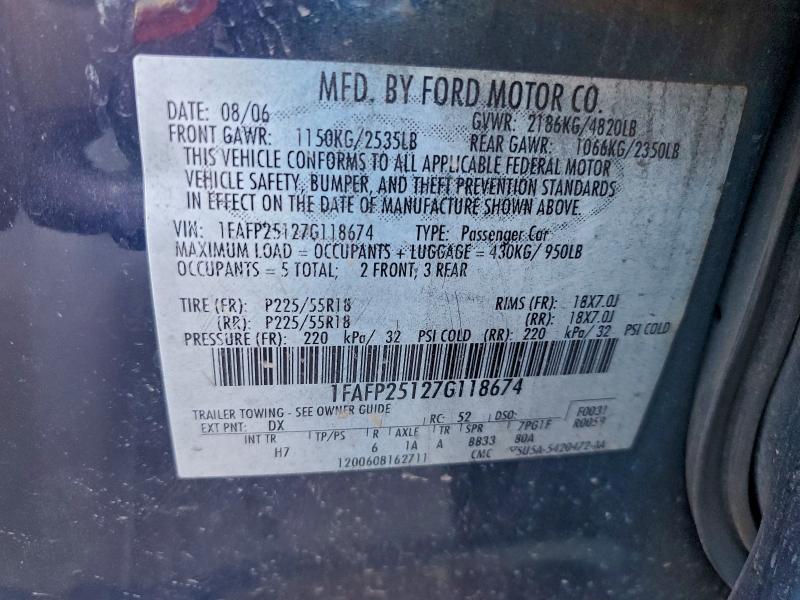 MFD. BY FORD MOTOR CO.
DATE: 08/06 GVWR: 2186KG/4820LB
FRONT GAWR: 1150KG/2535LB REAR GAWR: 1066KG/2350LB
THIS VEHICLE CONFORMS TO ALL APPLICABLE FEDERAL MOTOR
VEHICLE SAFETY, BUMPER, AND THEFT PREVENTION STANDARDS
IN EFFECT ON THE DATE OF MANUFACTURE SHOWN ABOVE.
VIN: 1FAFP25127G118674 TYPE: Passenger Car
MAXIMUM LOAD = OCCUPANTS + LUGGAGE = 430KG/ 950LB
OCCUPANTS = 5 TOTAL; 2 FRONT; 3 REAR
TIRE (FR): P225/55R18 RIMS (FR): 18X7.0J
(RR): P225/55R18 (RR): 18X7.0J
PRESSURE (FR): 220 kPa/ 32 PSI COLD (RR): 220 kPa/ 32 PSI COLD
1FAFP25127G118674
TRAILER TOWING - SEE OWNER GUIDE
EXT PNT: DX RC: 52 DSO: F0031
R0059
INT TR TP/PS R AXLE TR SPR 7PG1F
H7 6 1A A 8833 80A
1200608162711 CMC